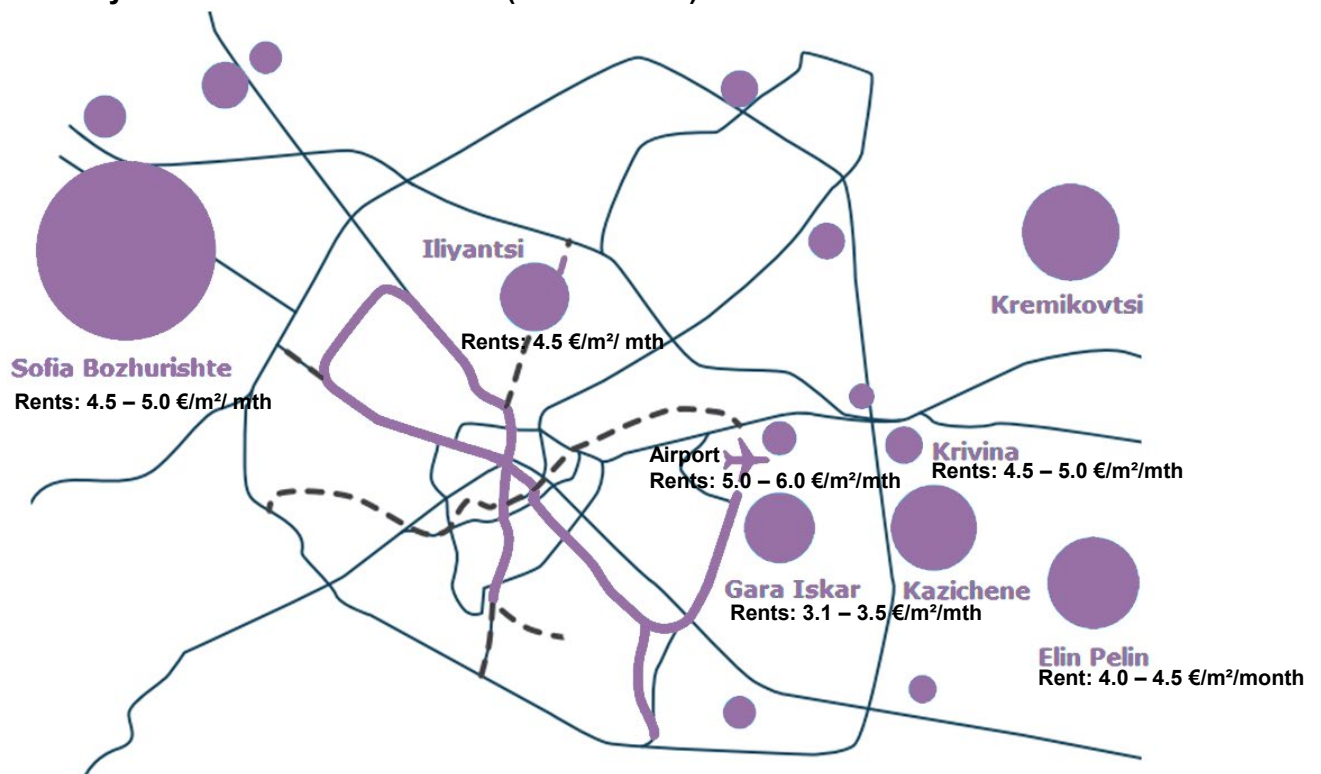 Iliyantsi
Rents: 4.5 €/m²/ mth
Kremikovtsi
Sofia Bozhurishte
Rents: 4.5 – 5.0 €/m²/ mth
Airport
Rents: 5.0 – 6.0 €/m²/mth
Krivina
Rents: 4.5 – 5.0 €/m²/mth
Gara Iskar
Rents: 3.1 – 3.5 €/m²/mth
Kazichene
Elin Pelin
Rent: 4.0 – 4.5 €/m²/month